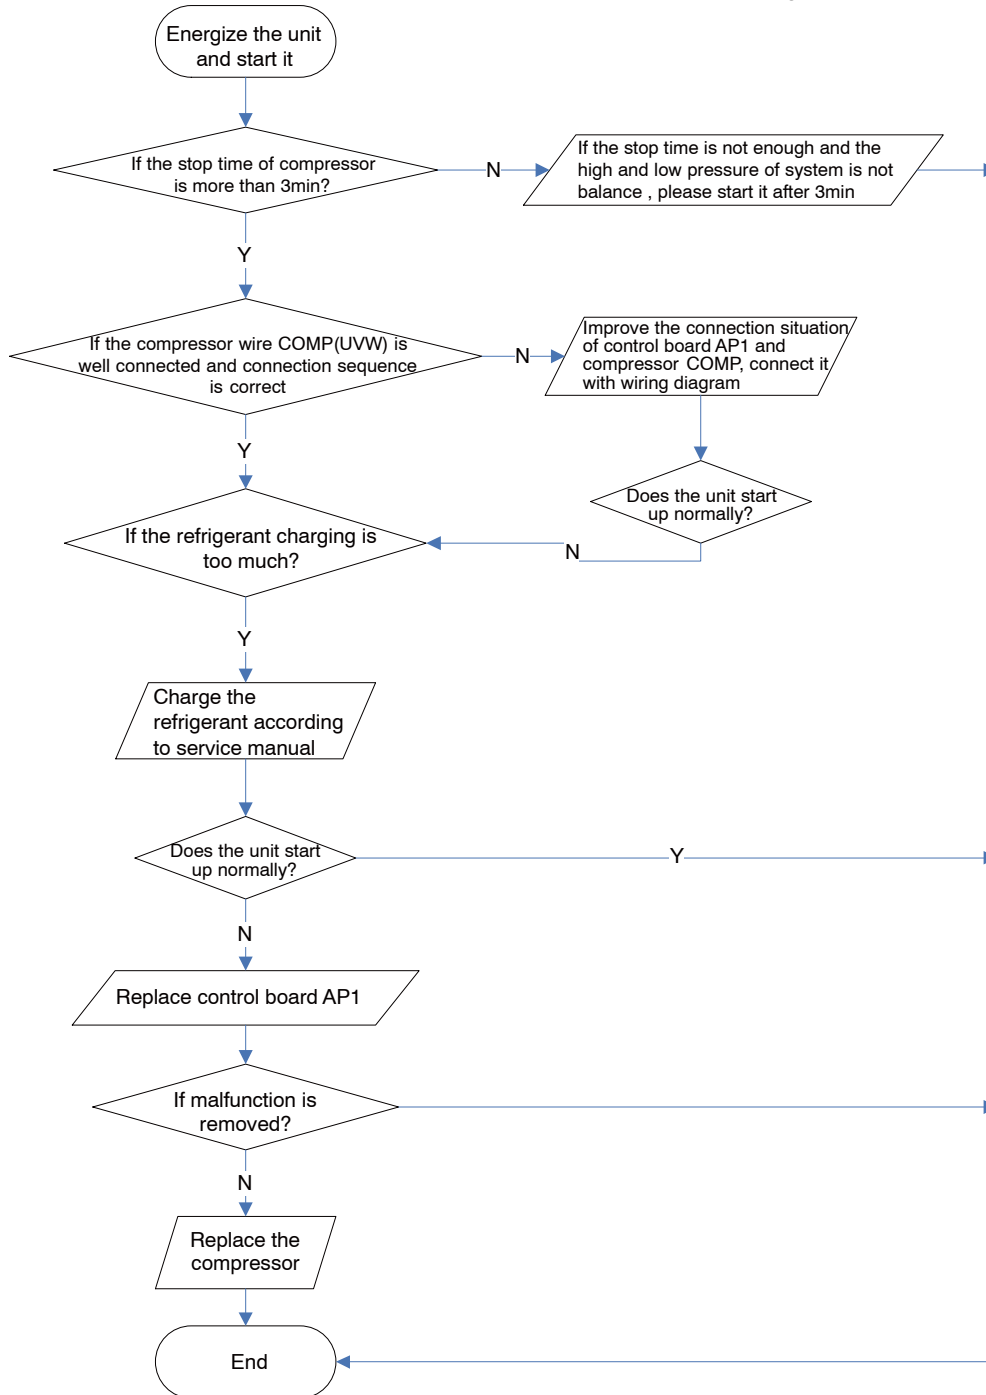 Energize the unit
and start it
If the stop time of compressor
is more than 3min?
N
If the stop time is not enough and the
high and low pressure of system is not
balance , please start it after 3min
Y
If the compressor wire COMP(UVW) is
well connected and connection sequence
is correct
N
Improve the connection situation
of control board AP1 and
compressor COMP, connect it
with wiring diagram
Y
Does the unit start
up normally?
If the refrigerant charging is
too much?
N
Y
Charge the
refrigerant according
to service manual
Does the unit start
up normally?
Y
N
Replace control board AP1
If malfunction is
removed?
N
Replace the
compressor
End